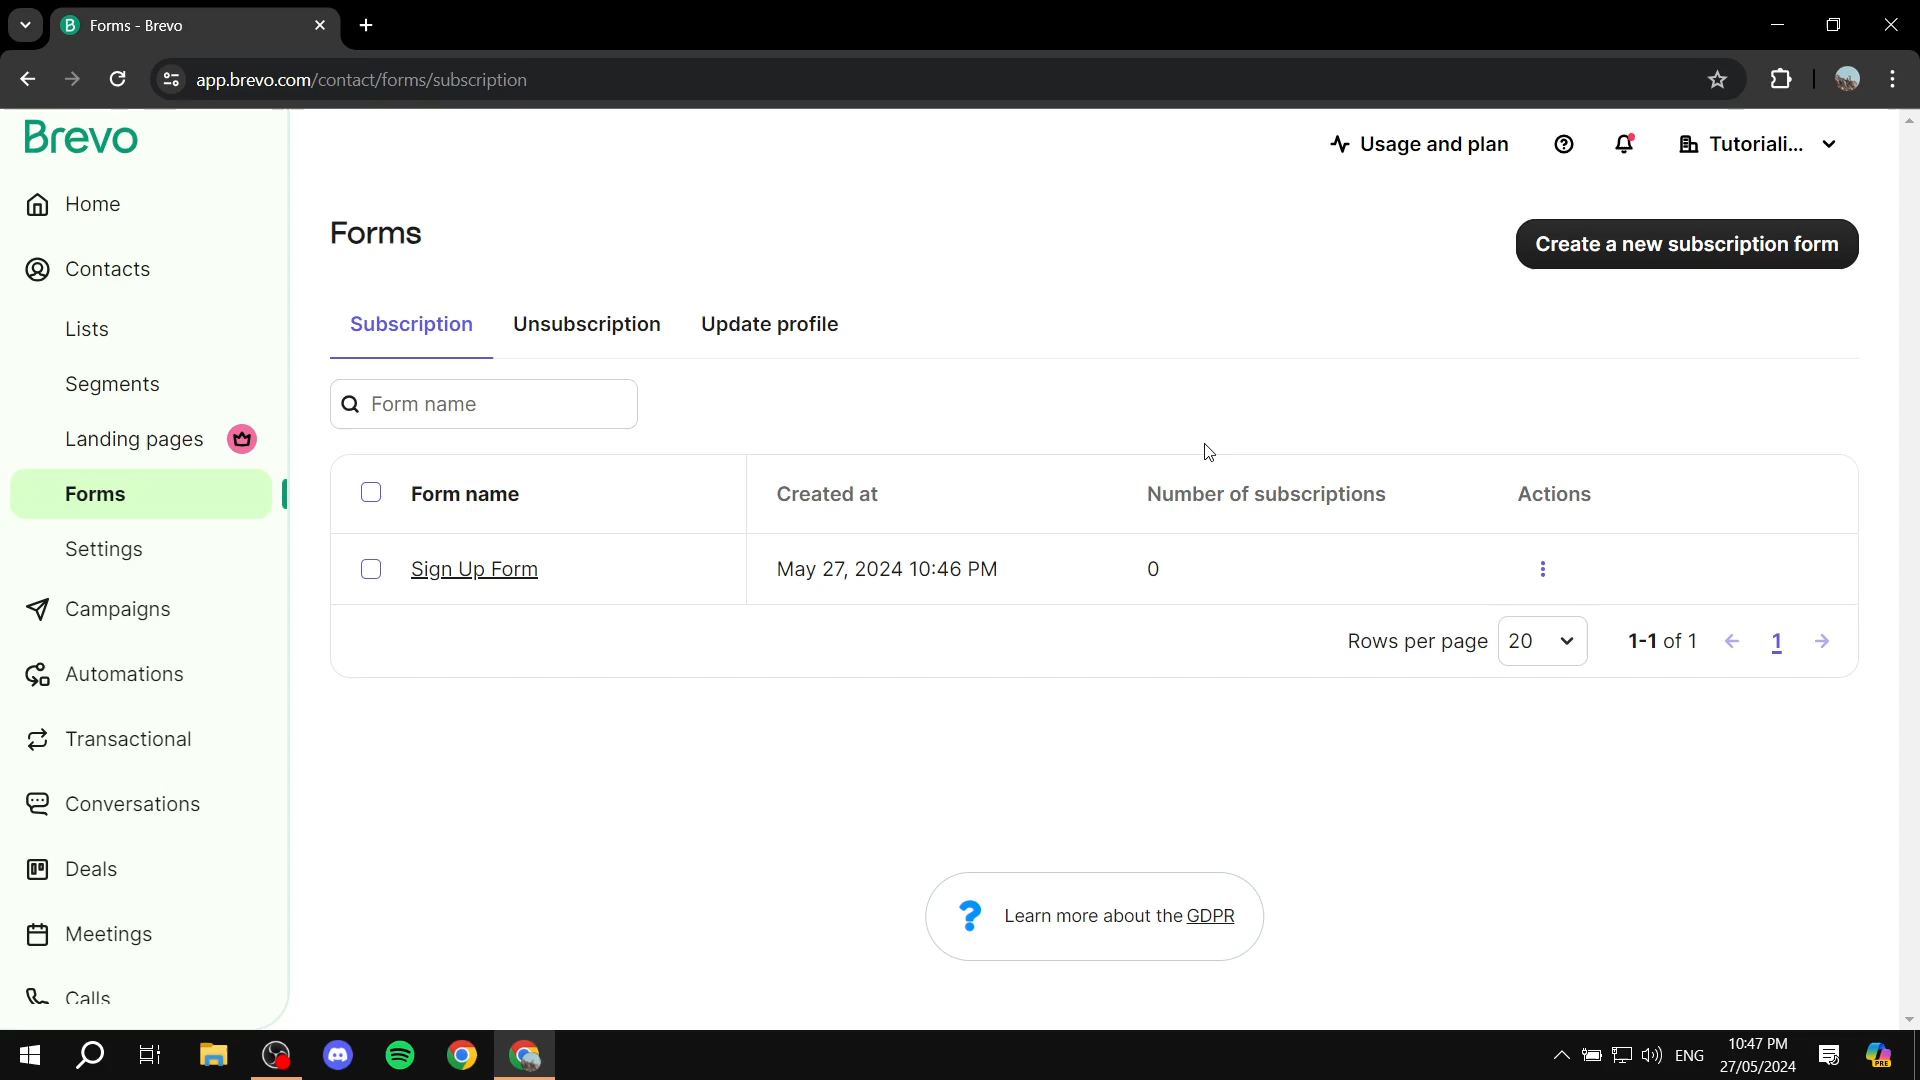 Forms - Brevo
app.brevo.com/contact/forms/subscription
Brevo
Usage and plan
Tutoriali...
Home
Contacts
Lists
Segments
Landing pages
Forms
Settings
Campaigns
Automations
Transactional
Conversations
Deals
Meetings
Calls
Forms
Create a new subscription form
Subscription Unsubscription Update profile
Form name
Form name Created at Number of subscriptions Actions
Sign Up Form May 27, 2024 10:46 PM 0
Rows per page 20 1-1 of 1 1
? Learn more about the GDPR
ENG
10:47 PM
27/05/2024
PRE